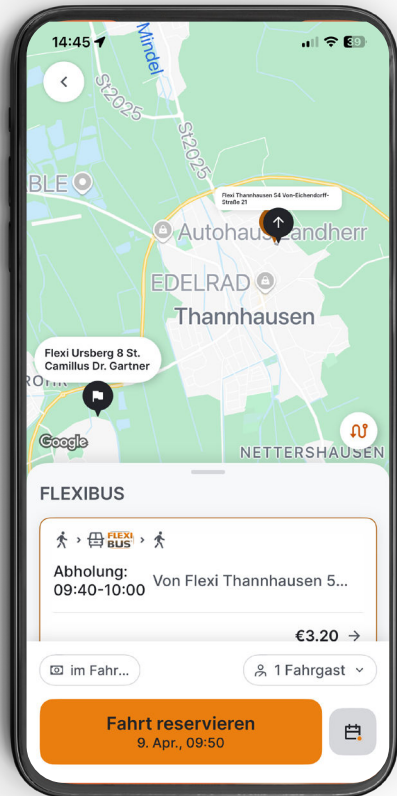 14:45
39
Mindel
St2025
St2025
BLE
Flexi Thannhausen 54 Von-Eichendorff-
Straße 21
Autohaus Landherr
EDELRAD
Thannhausen
Flexi Ursberg 8 St.
Camillus Dr. Gartner
ROHR
Google
NETTERSHAUSEN
FLEXIBUS
FLEXI
BUS
Abholung:
09:40-10:00
Von Flexi Thannhausen 5...
€3.20
im Fahr...
1 Fahrgast
Fahrt reservieren
9. Apr., 09:50